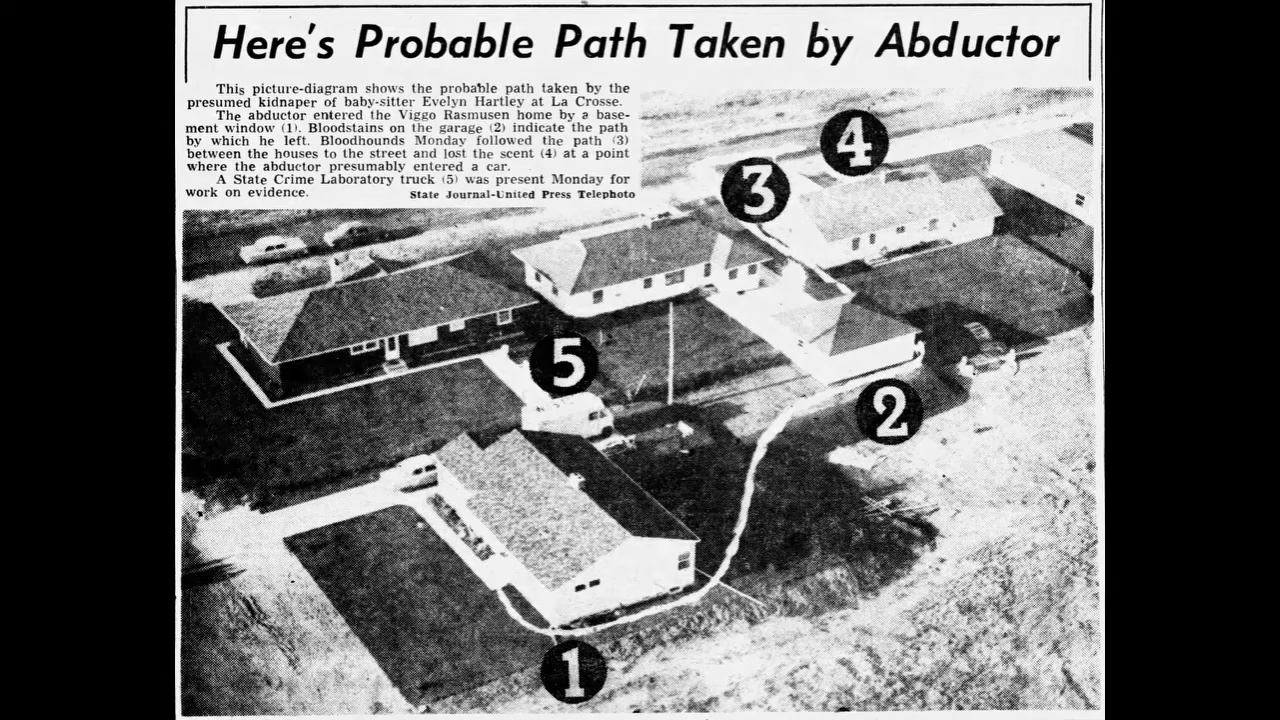 Here's Probable Path Taken by Abductor
This picture-diagram shows the probable path taken by the
presumed kidnaper of baby-sitter Evelyn Hartley at La Crosse.
The abductor entered the Viggo Rasmusen home by a base-
ment window (1). Bloodstains on the garage (2) indicate the path
by which he left. Bloodhounds Monday followed the path (3)
between the houses to the street and lost the scent (4) at a point
where the abductor presumably entered a car.
A State Crime Laboratory truck (5) was present Monday for
work on evidence.
State Journal-United Press Telephoto
4
3
5
2
1